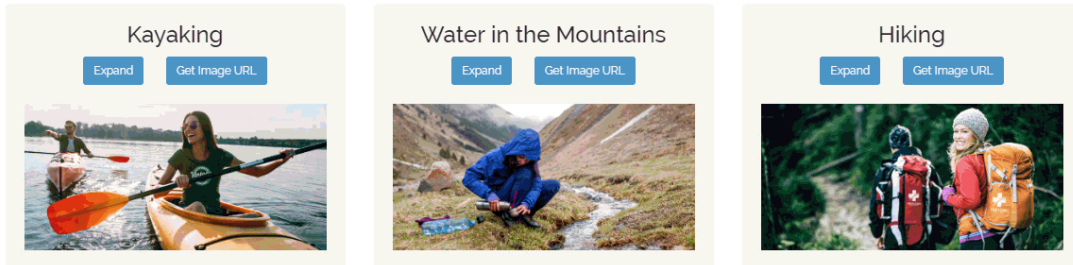 Kayaking
Expand
Get Image URL
Water in the Mountains
Expand
Get Image URL
Hiking
Expand
Get Image URL